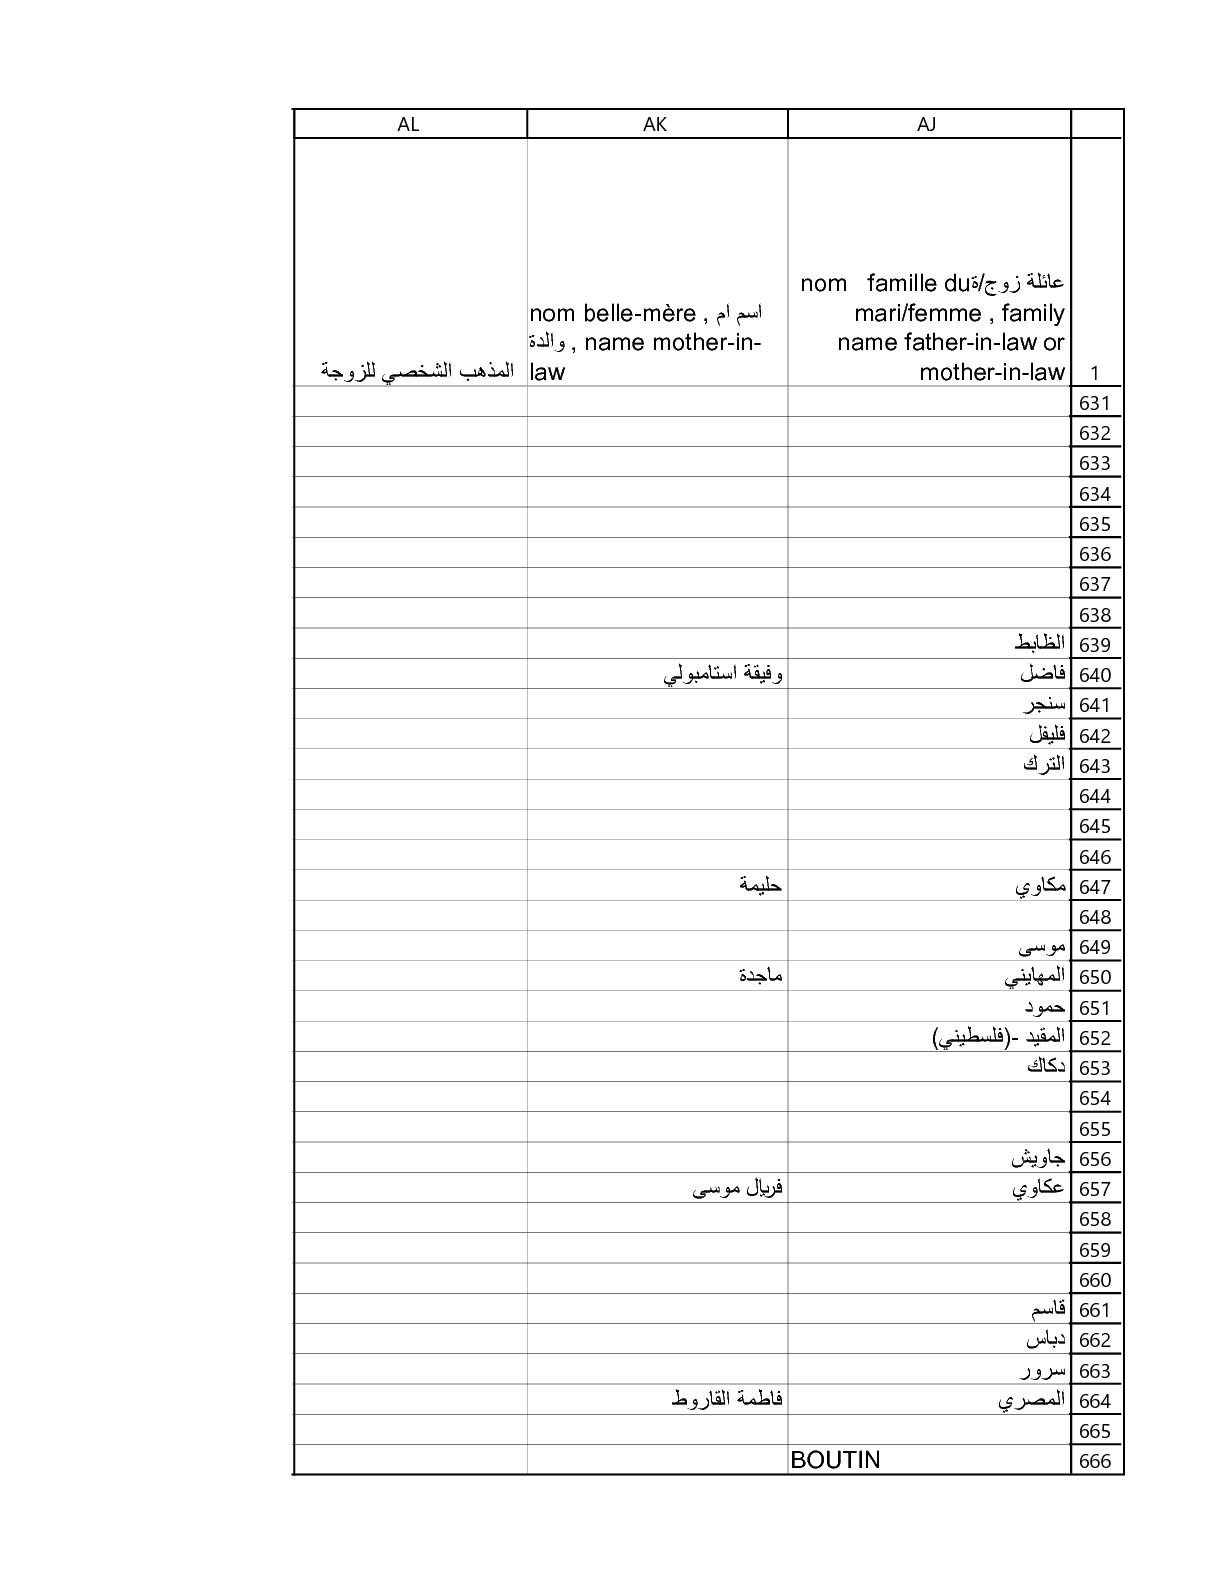 AJ AK AL
عائلة زوج/ةnom famille du
mari/femme , family
name father-in-law or
mother-in-law
nom belle-mère , اسم ام
والدة , name mother-in-
law
المذهب الشخصي للزوجة
1
631
632
633
634
635
636
637
638
639 الظابط
640 فاضل وفيقة استامبولي
641 سنجر
642 فليفل
643 الترك
644
645
646
647 مكاوي حليمة
648
649 موسى
650 المهايني ماجدة
651 حمود
652 المقيد -(فلسطيني)
653 دكاك
654
655
656 جاويش
657 عكاوي فريال موسى
658
659
660
661 قاسم
662 دباس
663 سرور
664 المصري فاطمة القاروط
665
666 BOUTIN